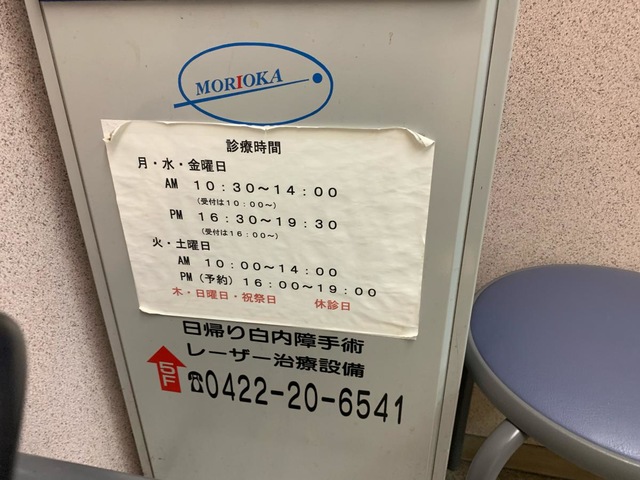 MORIOKA
診療時間
月・水・金曜日
AM 10:30～14:00
(受付は10:00～)
PM 16:30～19:30
(受付は16:00～)
火・土曜日
AM 10:00～14:00
PM (予約) 16:00～19:00
木・日曜日・祝祭日 休診日
日帰り白内障手術
レーザー治療設備
5F ☎0422-20-6541